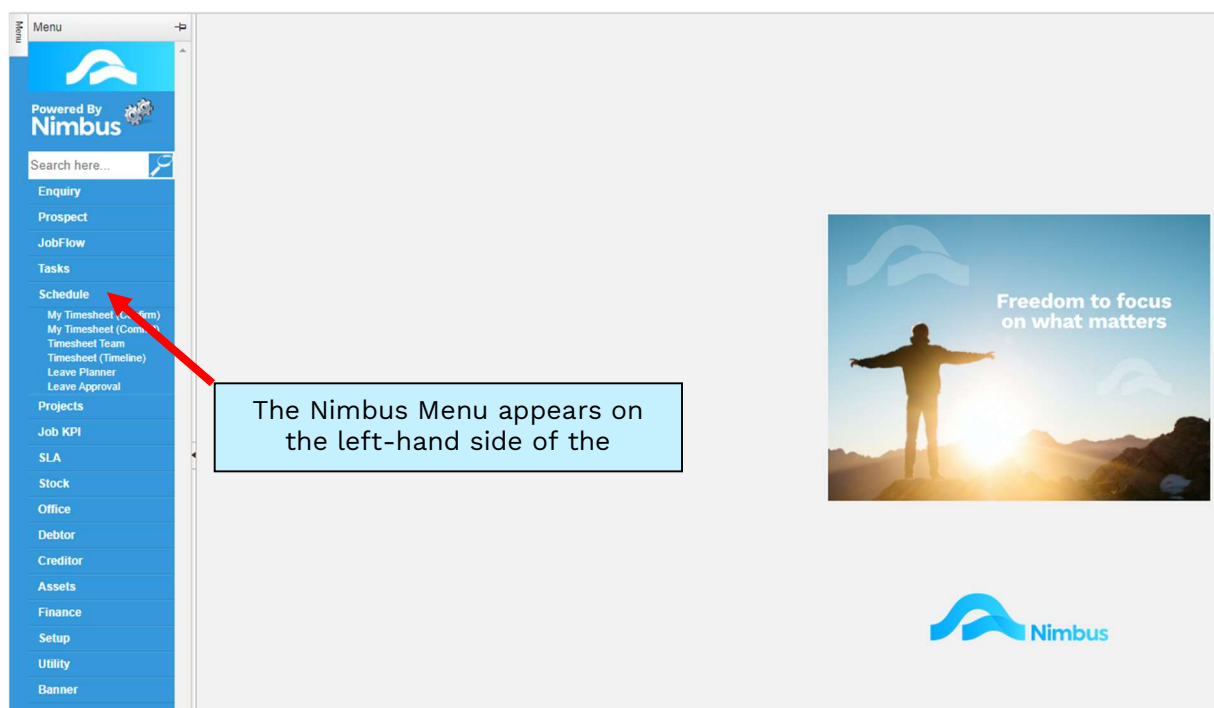 Menu
Menu
Powered By
Nimbus
Search here...
Enquiry
Prospect
JobFlow
Tasks
Schedule
My Timesheet (Confirm)
My Timesheet
Timesheet Team
Timesheet (Timeline)
Leave Planner
Leave Approval
Projects
Job KPI
SLA
Stock
Office
Debtor
Creditor
Assets
Finance
Setup
Utility
Banner
The Nimbus Menu appears on
the left-hand side of the
Freedom to focus
on what matters
Nimbus